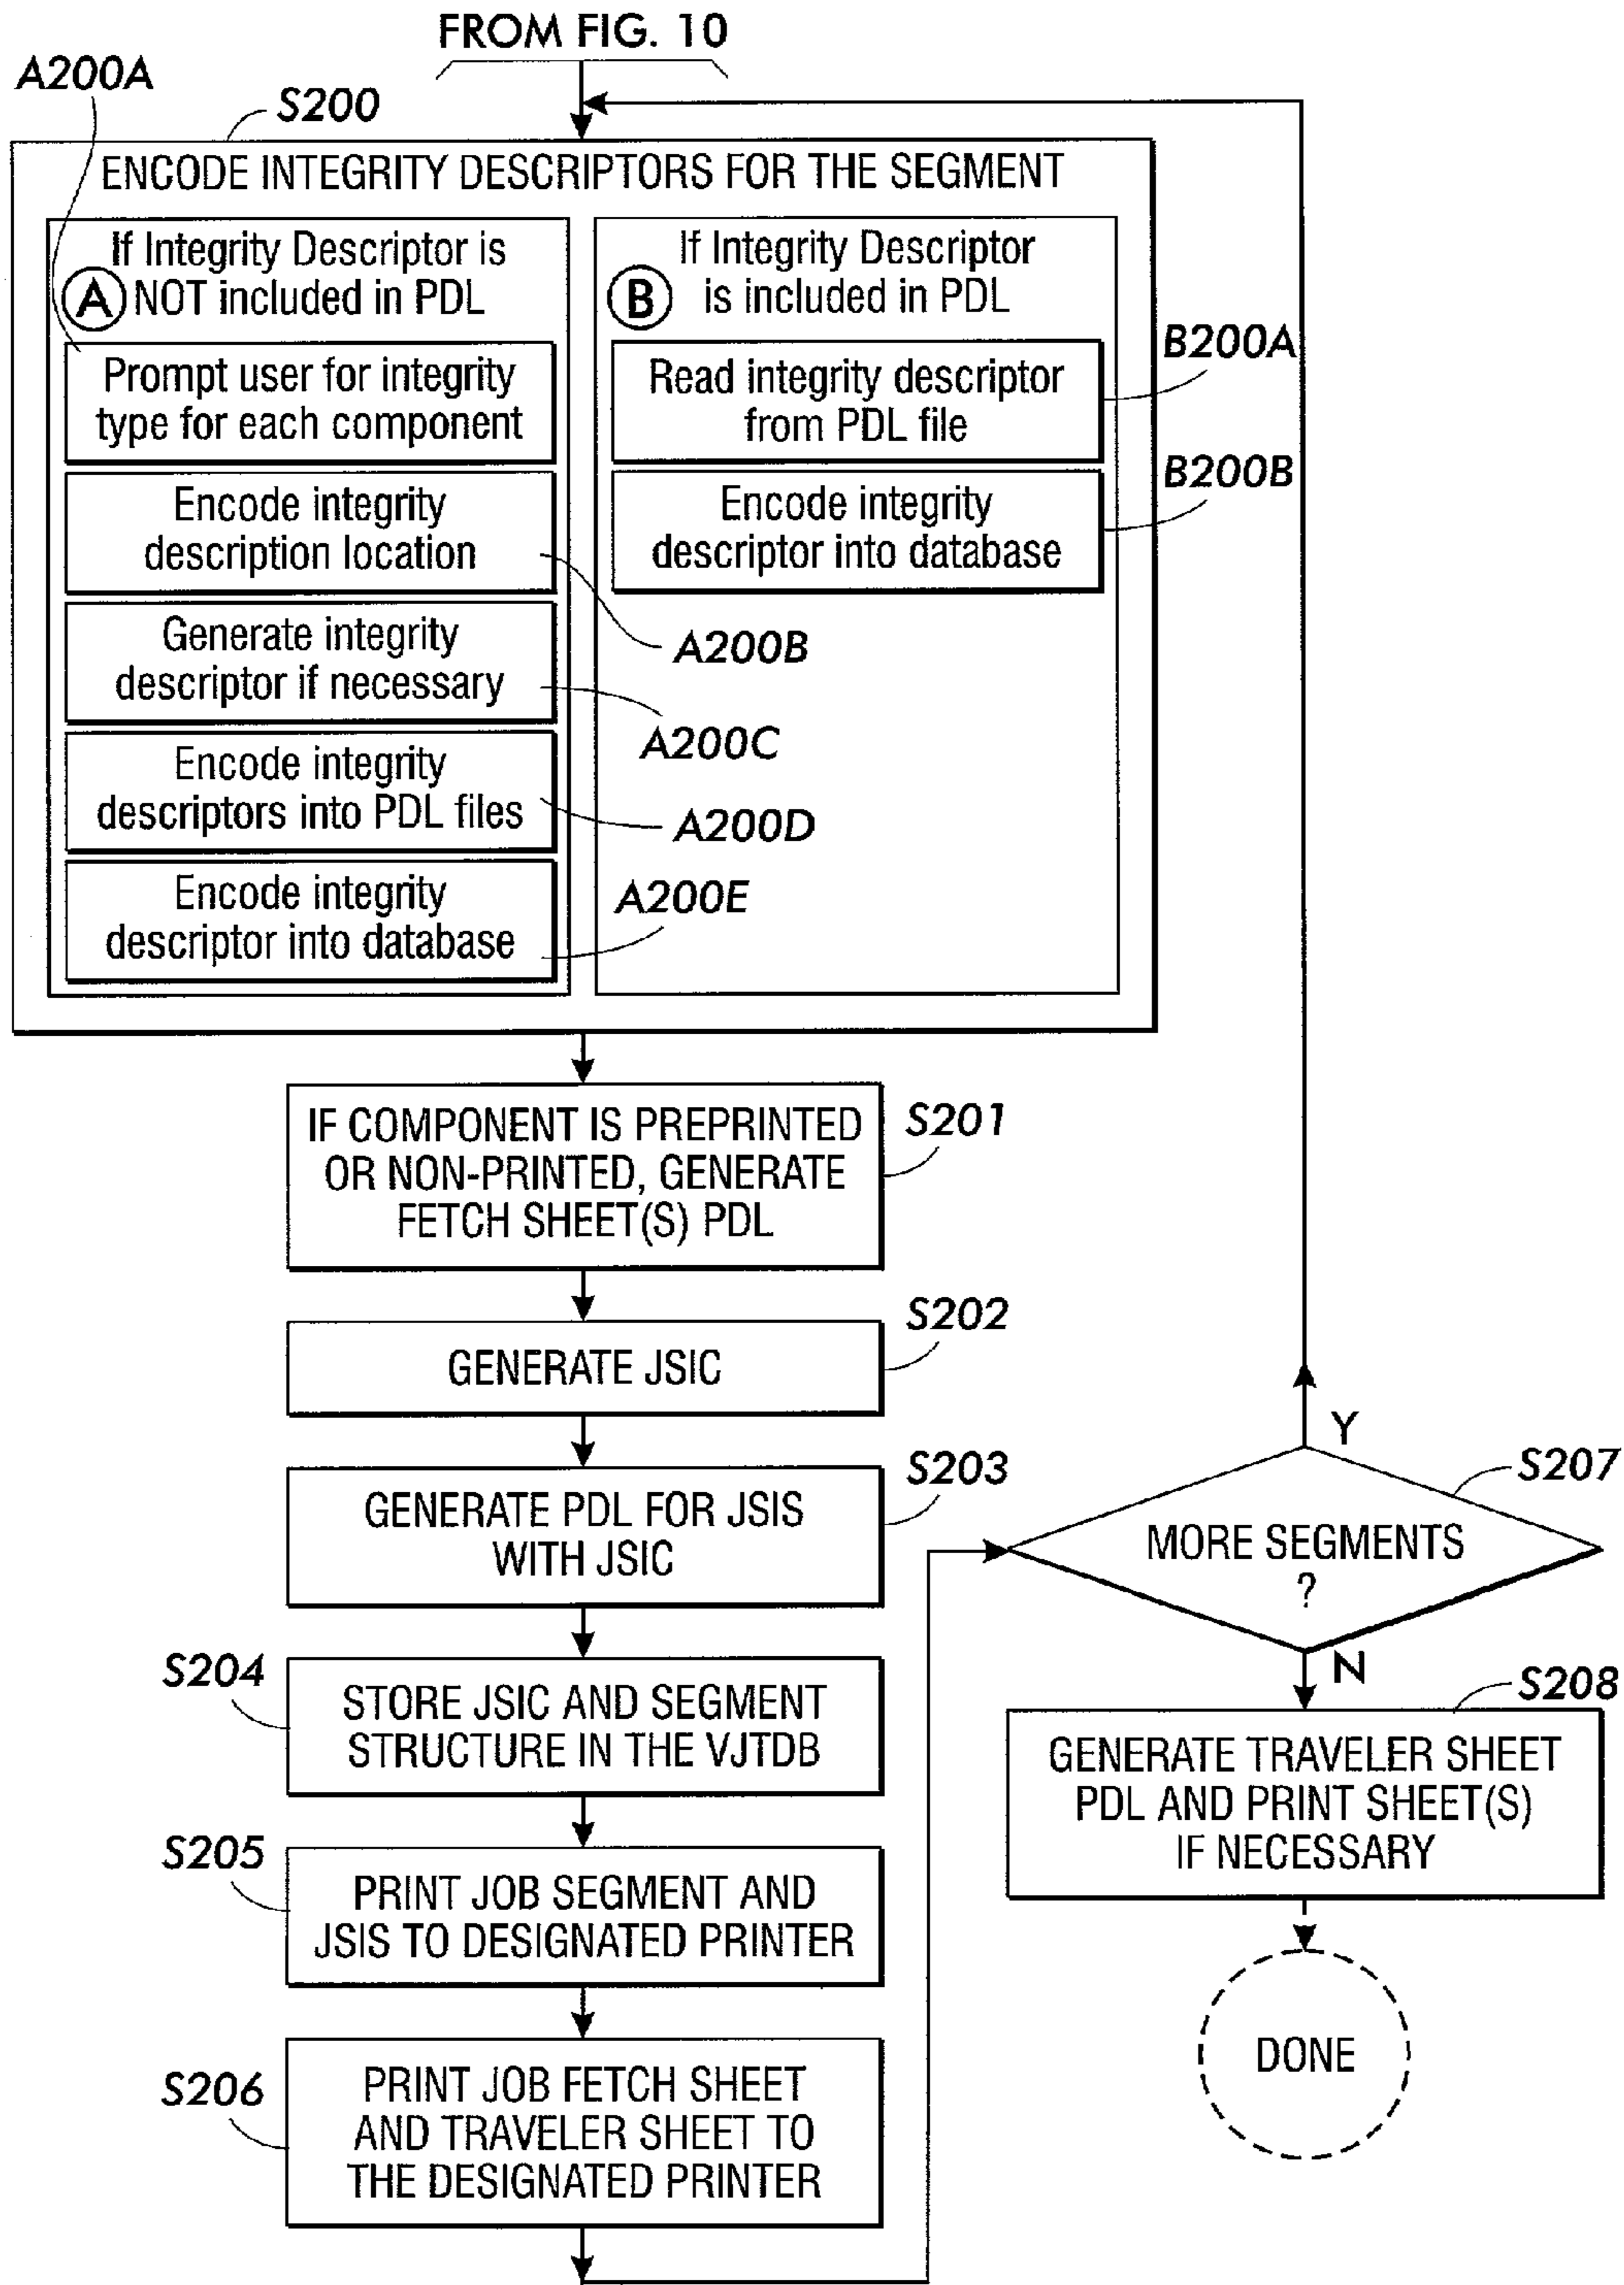 FROM FIG. 10
A200A
S200
ENCODE INTEGRITY DESCRIPTORS FOR THE SEGMENT
If Integrity Descriptor is
A NOT included in PDL
Prompt user for integrity
type for each component
Encode integrity
description location
A200B
Generate integrity
descriptor if necessary
A200C
Encode integrity
descriptors into PDL files
A200D
Encode integrity
descriptor into database
A200E
If Integrity Descriptor
B is included in PDL
Read integrity descriptor
from PDL file
B200A
Encode integrity
descriptor into database
B200B
IF COMPONENT IS PREPRINTED
OR NON-PRINTED, GENERATE
FETCH SHEET(S) PDL
S201
GENERATE JSIC
S202
GENERATE PDL FOR JSIS
WITH JSIC
S203
S204
STORE JSIC AND SEGMENT
STRUCTURE IN THE VJTDB
S205
PRINT JOB SEGMENT AND
JSIS TO DESIGNATED PRINTER
S206
PRINT JOB FETCH SHEET
AND TRAVELER SHEET TO
THE DESIGNATED PRINTER
Y
S207
MORE SEGMENTS
?
N
S208
GENERATE TRAVELER SHEET
PDL AND PRINT SHEET(S)
IF NECESSARY
DONE